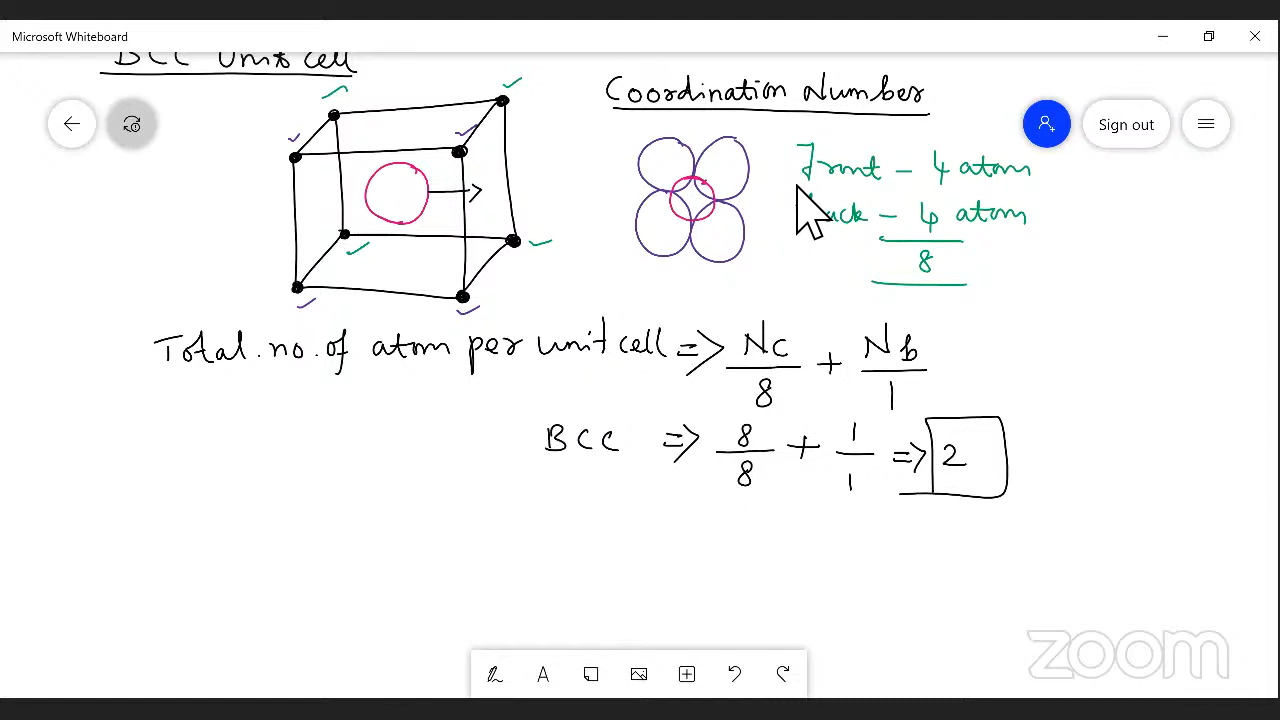 Microsoft Whiteboard
BCC Unit cell
Coordination Number
Sign out
Front - 4 atom
- 4 atom
8
Total.no.of atom per unit cell => Nc/8 + Nb/1
BCC => 8/8 + 1/1 => 2
A
zoom